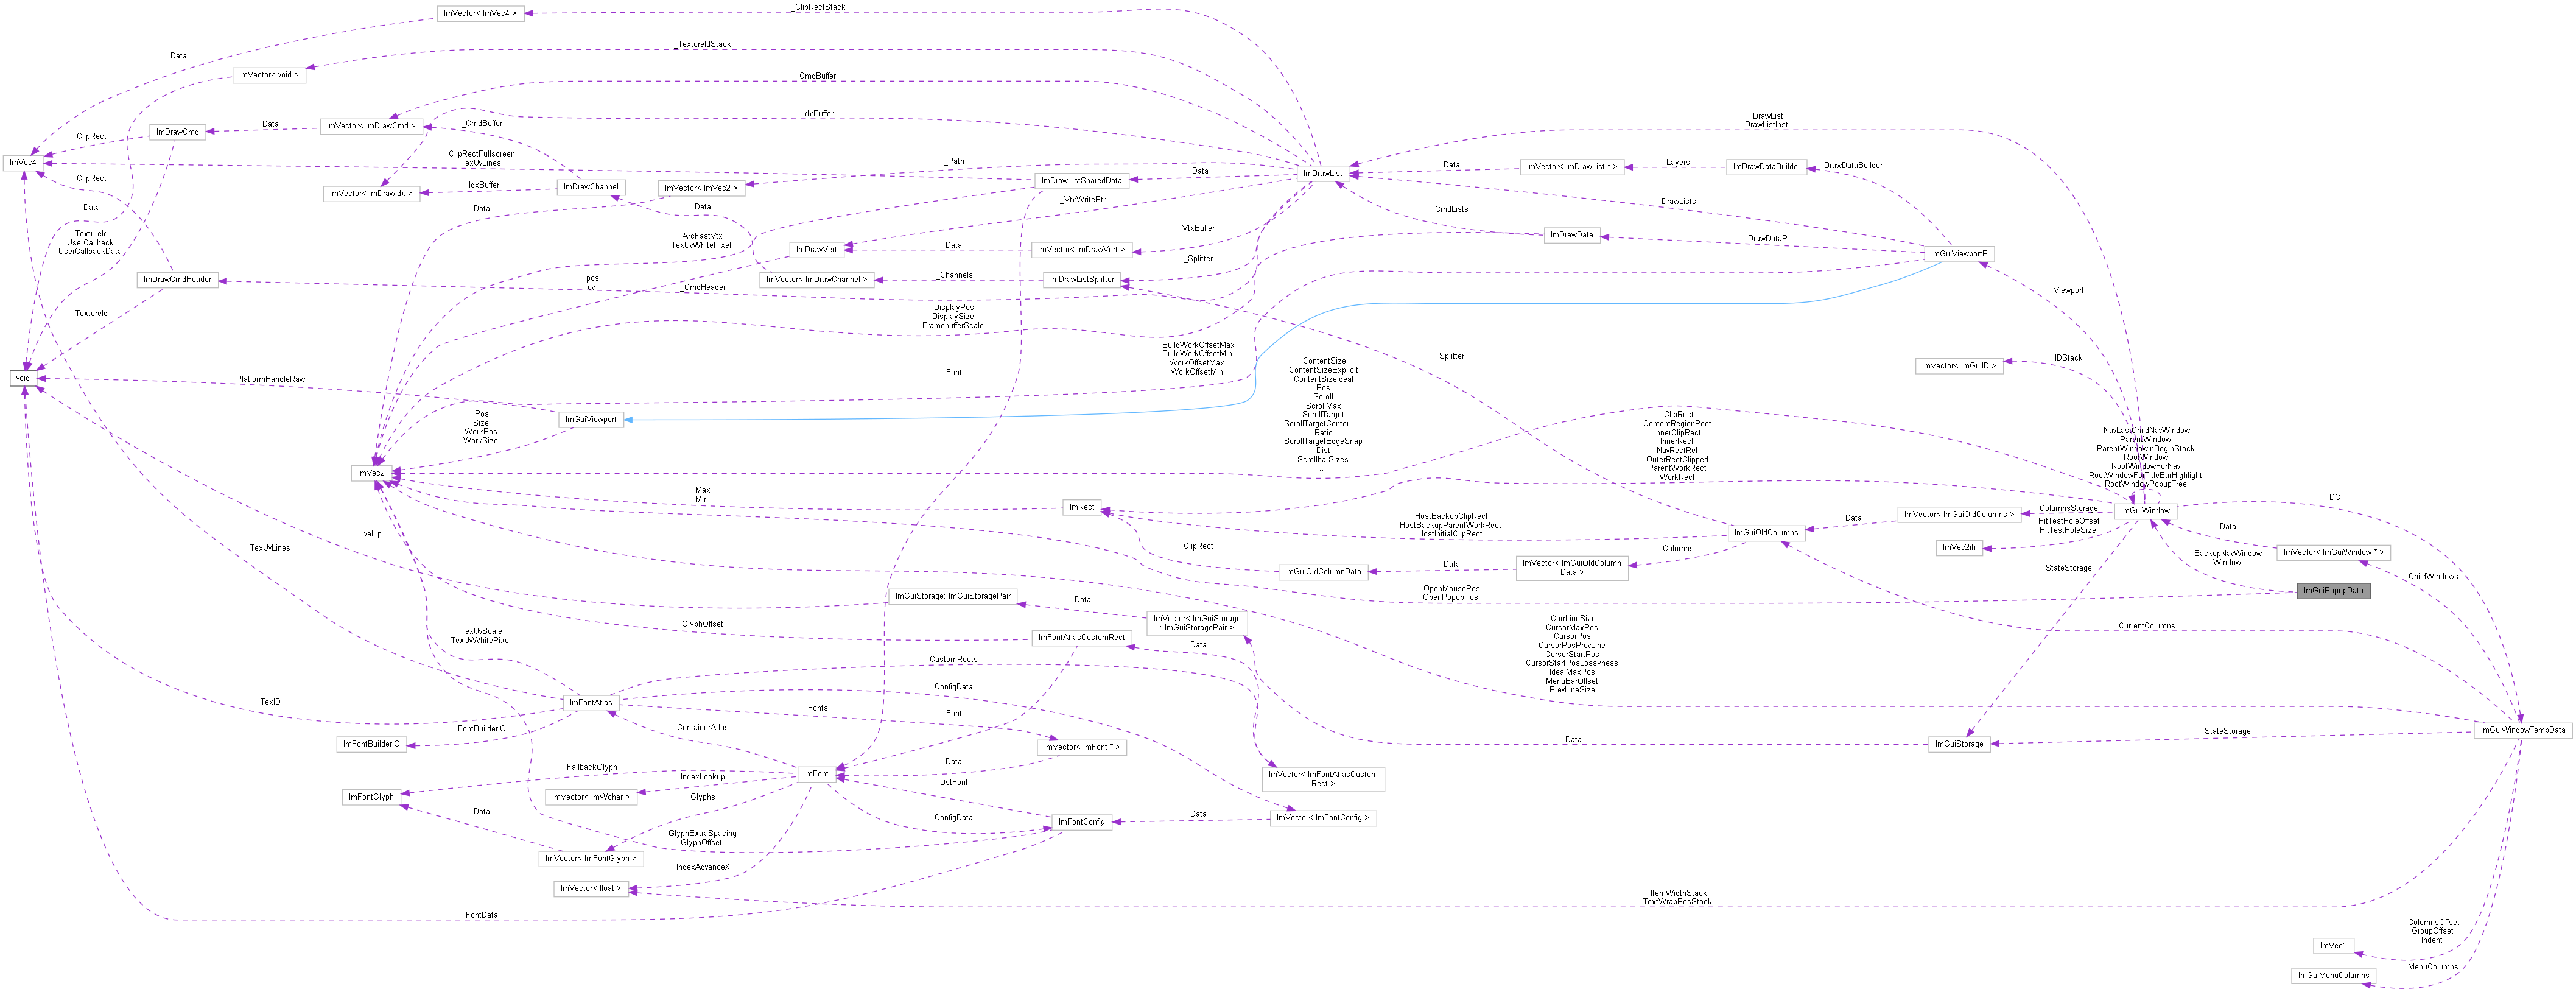 ImVector< ImVec4 >
_ClipRectStack
_TextureIdStack
Data
ImVector< void >
CmdBuffer
IdxBuffer
DrawList
DrawListInst
ImVector< ImDrawCmd >
Data
ImDrawCmd
_CmdBuffer
ClipRect
ImVec4
ClipRectFullscreen
TexUvLines
_Path
ImVector< ImDrawList * >
Layers
ImDrawDataBuilder
DrawDataBuilder
Data
ImDrawList
_Data
ImDrawListSharedData
ClipRect
ImVector< ImDrawIdx >
_IdxBuffer
ImDrawChannel
ImVector< ImVec2 >
_VtxWritePtr
DrawLists
CmdLists
Data
Data
Data
TextureId
UserCallback
UserCallbackData
ArcFastVtx
TexUvWhitePixel
ImDrawVert
Data
ImVector< ImDrawVert >
VtxBuffer
ImDrawData
DrawDataP
ImGuiViewportP
_Splitter
ImDrawCmdHeader
pos
uv
_CmdHeader
ImVector< ImDrawChannel >
_Channels
ImDrawListSplitter
Viewport
TextureId
DisplayPos
DisplaySize
FramebufferScale
BuildWorkOffsetMax
BuildWorkOffsetMin
WorkOffsetMax
WorkOffsetMin
Splitter
IDStack
ImVector< ImGuiID >
void
PlatformHandleRaw
Font
ContentSize
ContentSizeExplicit
ContentSizeIdeal
Pos
Scroll
ScrollMax
ScrollTarget
ScrollTargetCenter
Ratio
ScrollTargetEdgeSnap
Dist
ScrollbarSizes
...
ImGuiViewport
Pos
Size
WorkPos
WorkSize
ClipRect
ContentRegionRect
InnerClipRect
InnerRect
NavRectRel
OuterRectClipped
ParentWorkRect
WorkRect
NavLastChildNavWindow
ParentWindow
ParentWindowInBeginStack
RootWindow
RootWindowForNav
RootWindowForTitleBarHighlight
RootWindowPopupTree
ImVec2
Max
Min
ImRect
DC
ImGuiWindow
ColumnsStorage
ImVector< ImGuiOldColumns >
Data
HostBackupClipRect
HostBackupParentWorkRect
HostInitialClipRect
ImGuiOldColumns
HitTestHoleOffset
HitTestHoleSize
Data
val_p
ClipRect
Columns
ImVec2ih
ImVector< ImGuiWindow * >
TexUvLines
ImGuiOldColumnData
Data
ImVector< ImGuiOldColumn
Data >
StateStorage
BackupNavWindow
Window
ChildWindows
ImGuiStorage::ImGuiStoragePair
Data
OpenMousePos
OpenPopupPos
ImGuiPopupData
ImVector< ImGuiStorage
::ImGuiStoragePair >
GlyphOffset
TexUvScale
TexUvWhitePixel
ImFontAtlasCustomRect
Data
CurrLineSize
CursorMaxPos
CursorPos
CursorPosPrevLine
CursorStartPos
CursorStartPosLossyness
IdealMaxPos
MenuBarOffset
PrevLineSize
CurrentColumns
CustomRects
ConfigData
TexID
ImFontAtlas
Fonts
Font
ContainerAtlas
FontBuilderIO
ImFontBuilderIO
ImVector< ImFont * >
Data
ImGuiStorage
StateStorage
ImGuiWindowTempData
FallbackGlyph
IndexLookup
ImFont
Data
DstFont
ImVector< ImFontAtlasCustom
Rect >
ImFontGlyph
ImVector< ImWchar >
Glyphs
Data
ConfigData
ImFontConfig
Data
ImVector< ImFontConfig >
GlyphExtraSpacing
GlyphOffset
ImVector< ImFontGlyph >
IndexAdvanceX
ImVector< float >
ItemWidthStack
TextWrapPosStack
FontData
ColumnsOffset
GroupOffset
Indent
ImVec1
MenuColumns
ImGuiMenuColumns